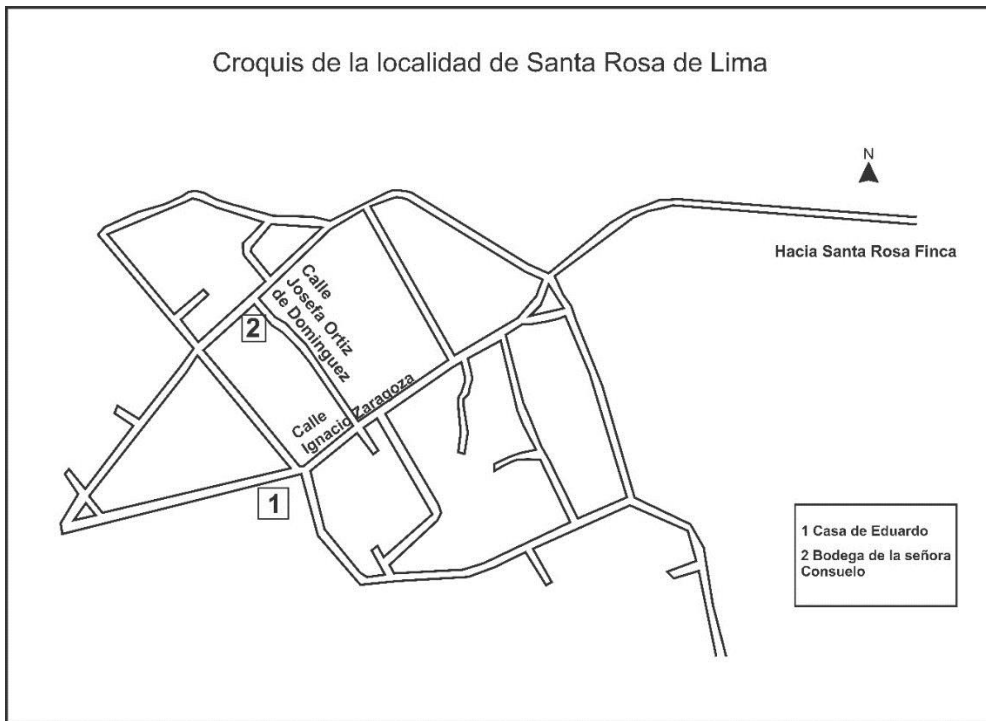 Croquis de la localidad de Santa Rosa de Lima
N
Hacia Santa Rosa Finca
Calle
Josefa Ortiz
de Dominguez
2
Calle
Ignacio Zaragoza
1
1 Casa de Eduardo
2 Bodega de la señora
Consuelo